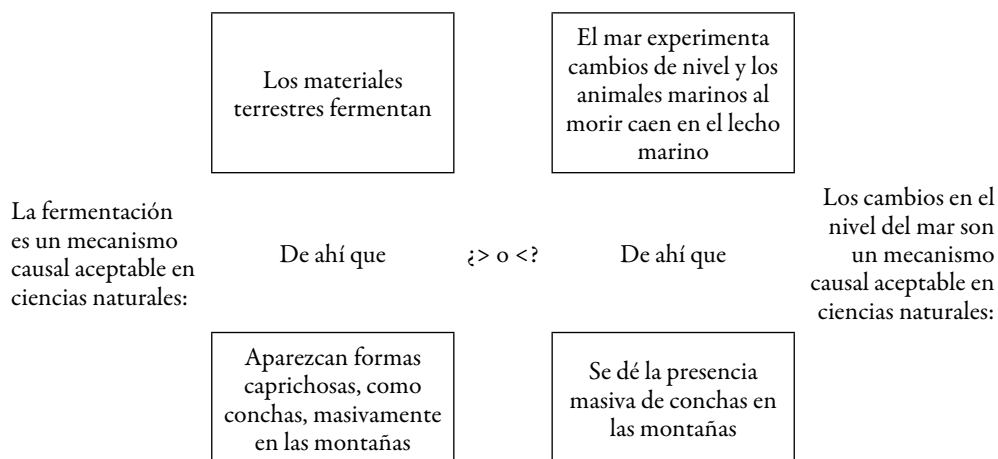 Los materiales
terrestres fermentan
El mar experimenta
cambios de nivel y los
animales marinos al
morir caen en el lecho
marino
La fermentación
es un mecanismo
causal aceptable en
ciencias naturales:
De ahí que
¿> o <?
De ahí que
Los cambios en el
nivel del mar son
un mecanismo
causal aceptable en
ciencias naturales:
Aparezcan formas
caprichosas, como
conchas, masivamente
en las montañas
Se dé la presencia
masiva de conchas en
las montañas